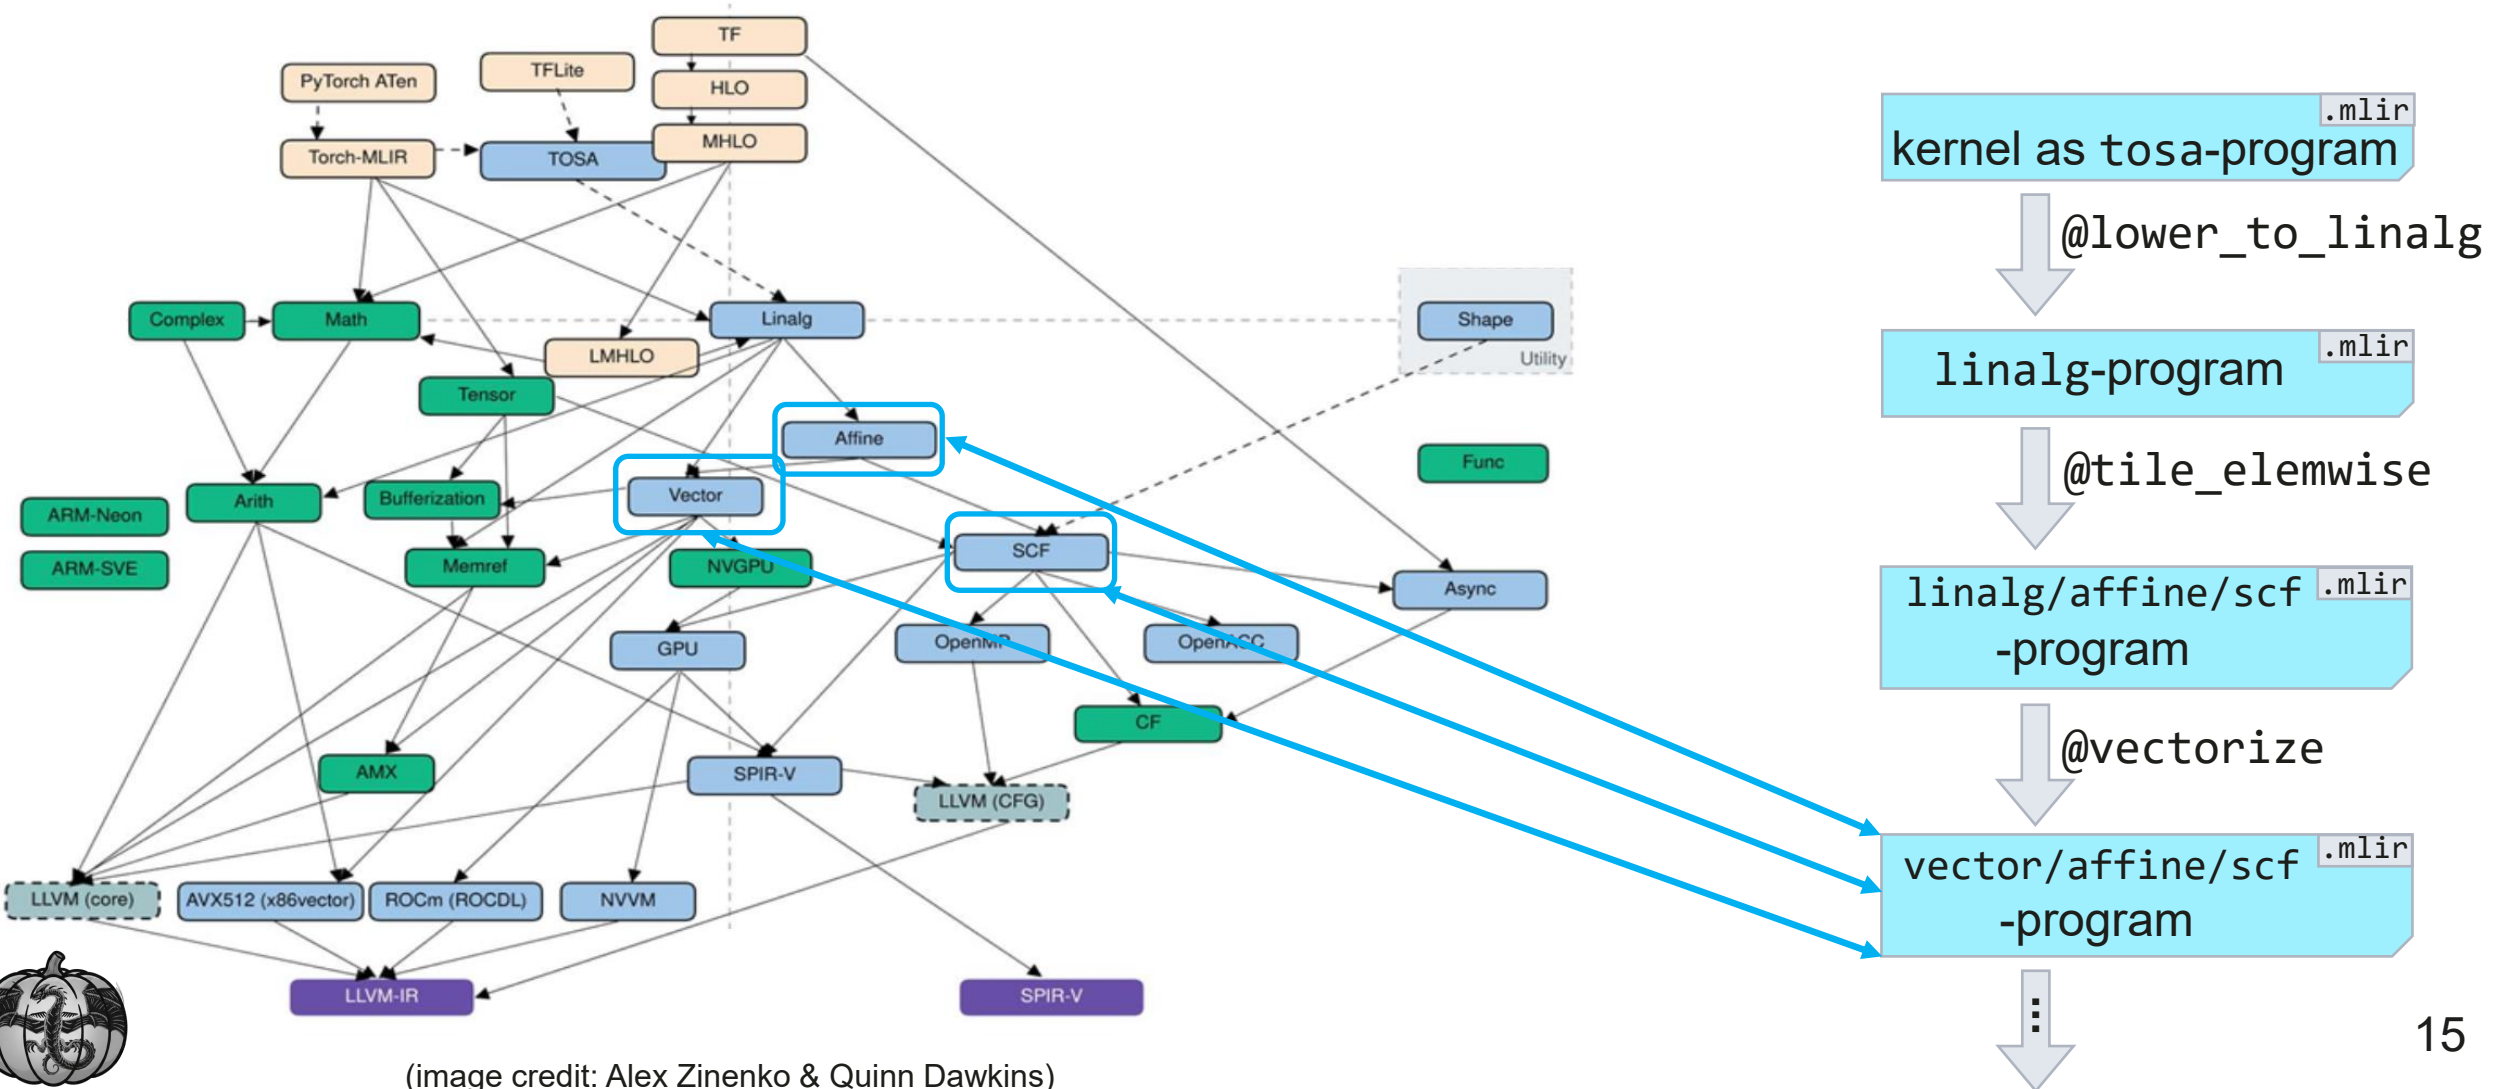 TF
TFLite
PyTorch ATen
HLO
MHLO
Torch-MLIR
TOSA
Complex
Math
Linalg
Shape
Utility
LMHLO
Tensor
Affine
Func
Vector
Bufferization
Arith
ARM-Neon
SCF
ARM-SVE
Memref
NVGPU
Async
GPU
OpenMP
OpenACC
CF
AMX
SPIR-V
LLVM (CFG)
LLVM (core)
AVX512 (x86vector)
ROCm (ROCDL)
NVVM
LLVM-IR
SPIR-V
(image credit: Alex Zinenko & Quinn Dawkins)
.mlir
kernel as tosa-program
@lower_to_linalg
.mlir
linalg-program
@tile_elemwise
.mlir
linalg/affine/scf
-program
@vectorize
.mlir
vector/affine/scf
-program
...
15